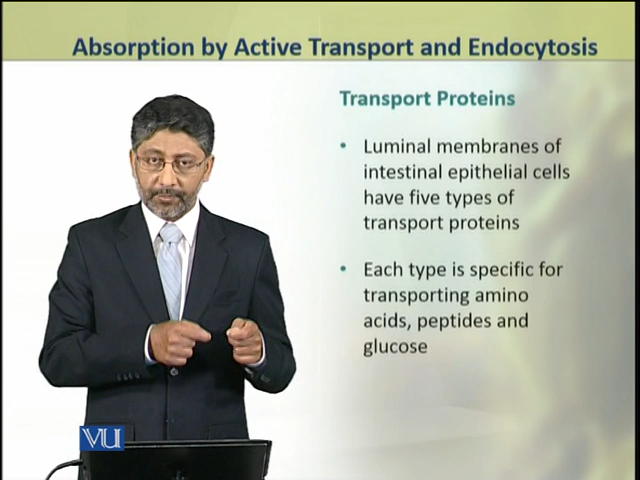 Absorption by Active Transport and Endocytosis
Transport Proteins
• Luminal membranes of
intestinal epithelial cells
have five types of
transport proteins
• Each type is specific for
transporting amino
acids, peptides and
glucose
VU